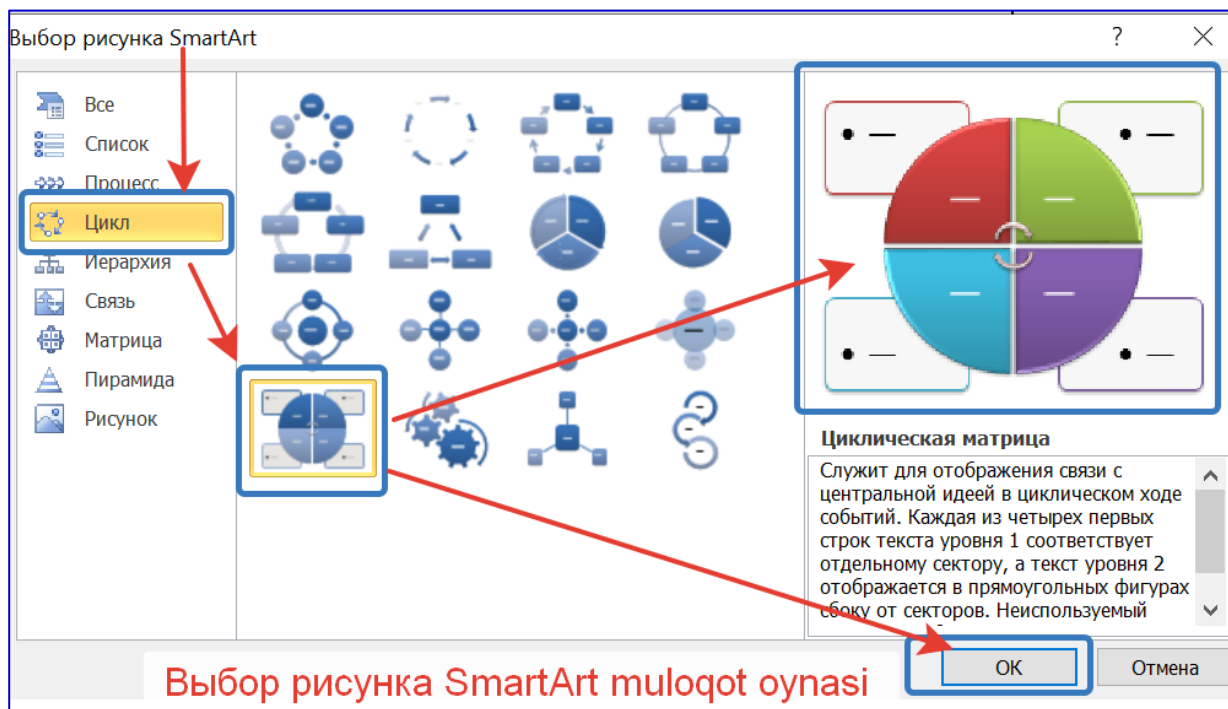 Выбор рисунка SmartArt
?
Все
Список
Процесс
Цикл
Иерархия
Связь
Матрица
Пирамида
Рисунок
Циклическая матрица
Служит для отображения связи с
центральной идеей в циклическом ходе
событий. Каждая из четырех первых
строк текста уровня 1 соответствует
отдельному сектору, а текст уровня 2
отображается в прямоугольных фигурах
сбоку от секторов. Неиспользуемый
ОК
Отмена
Выбор рисунка SmartArt muloqot oynasi